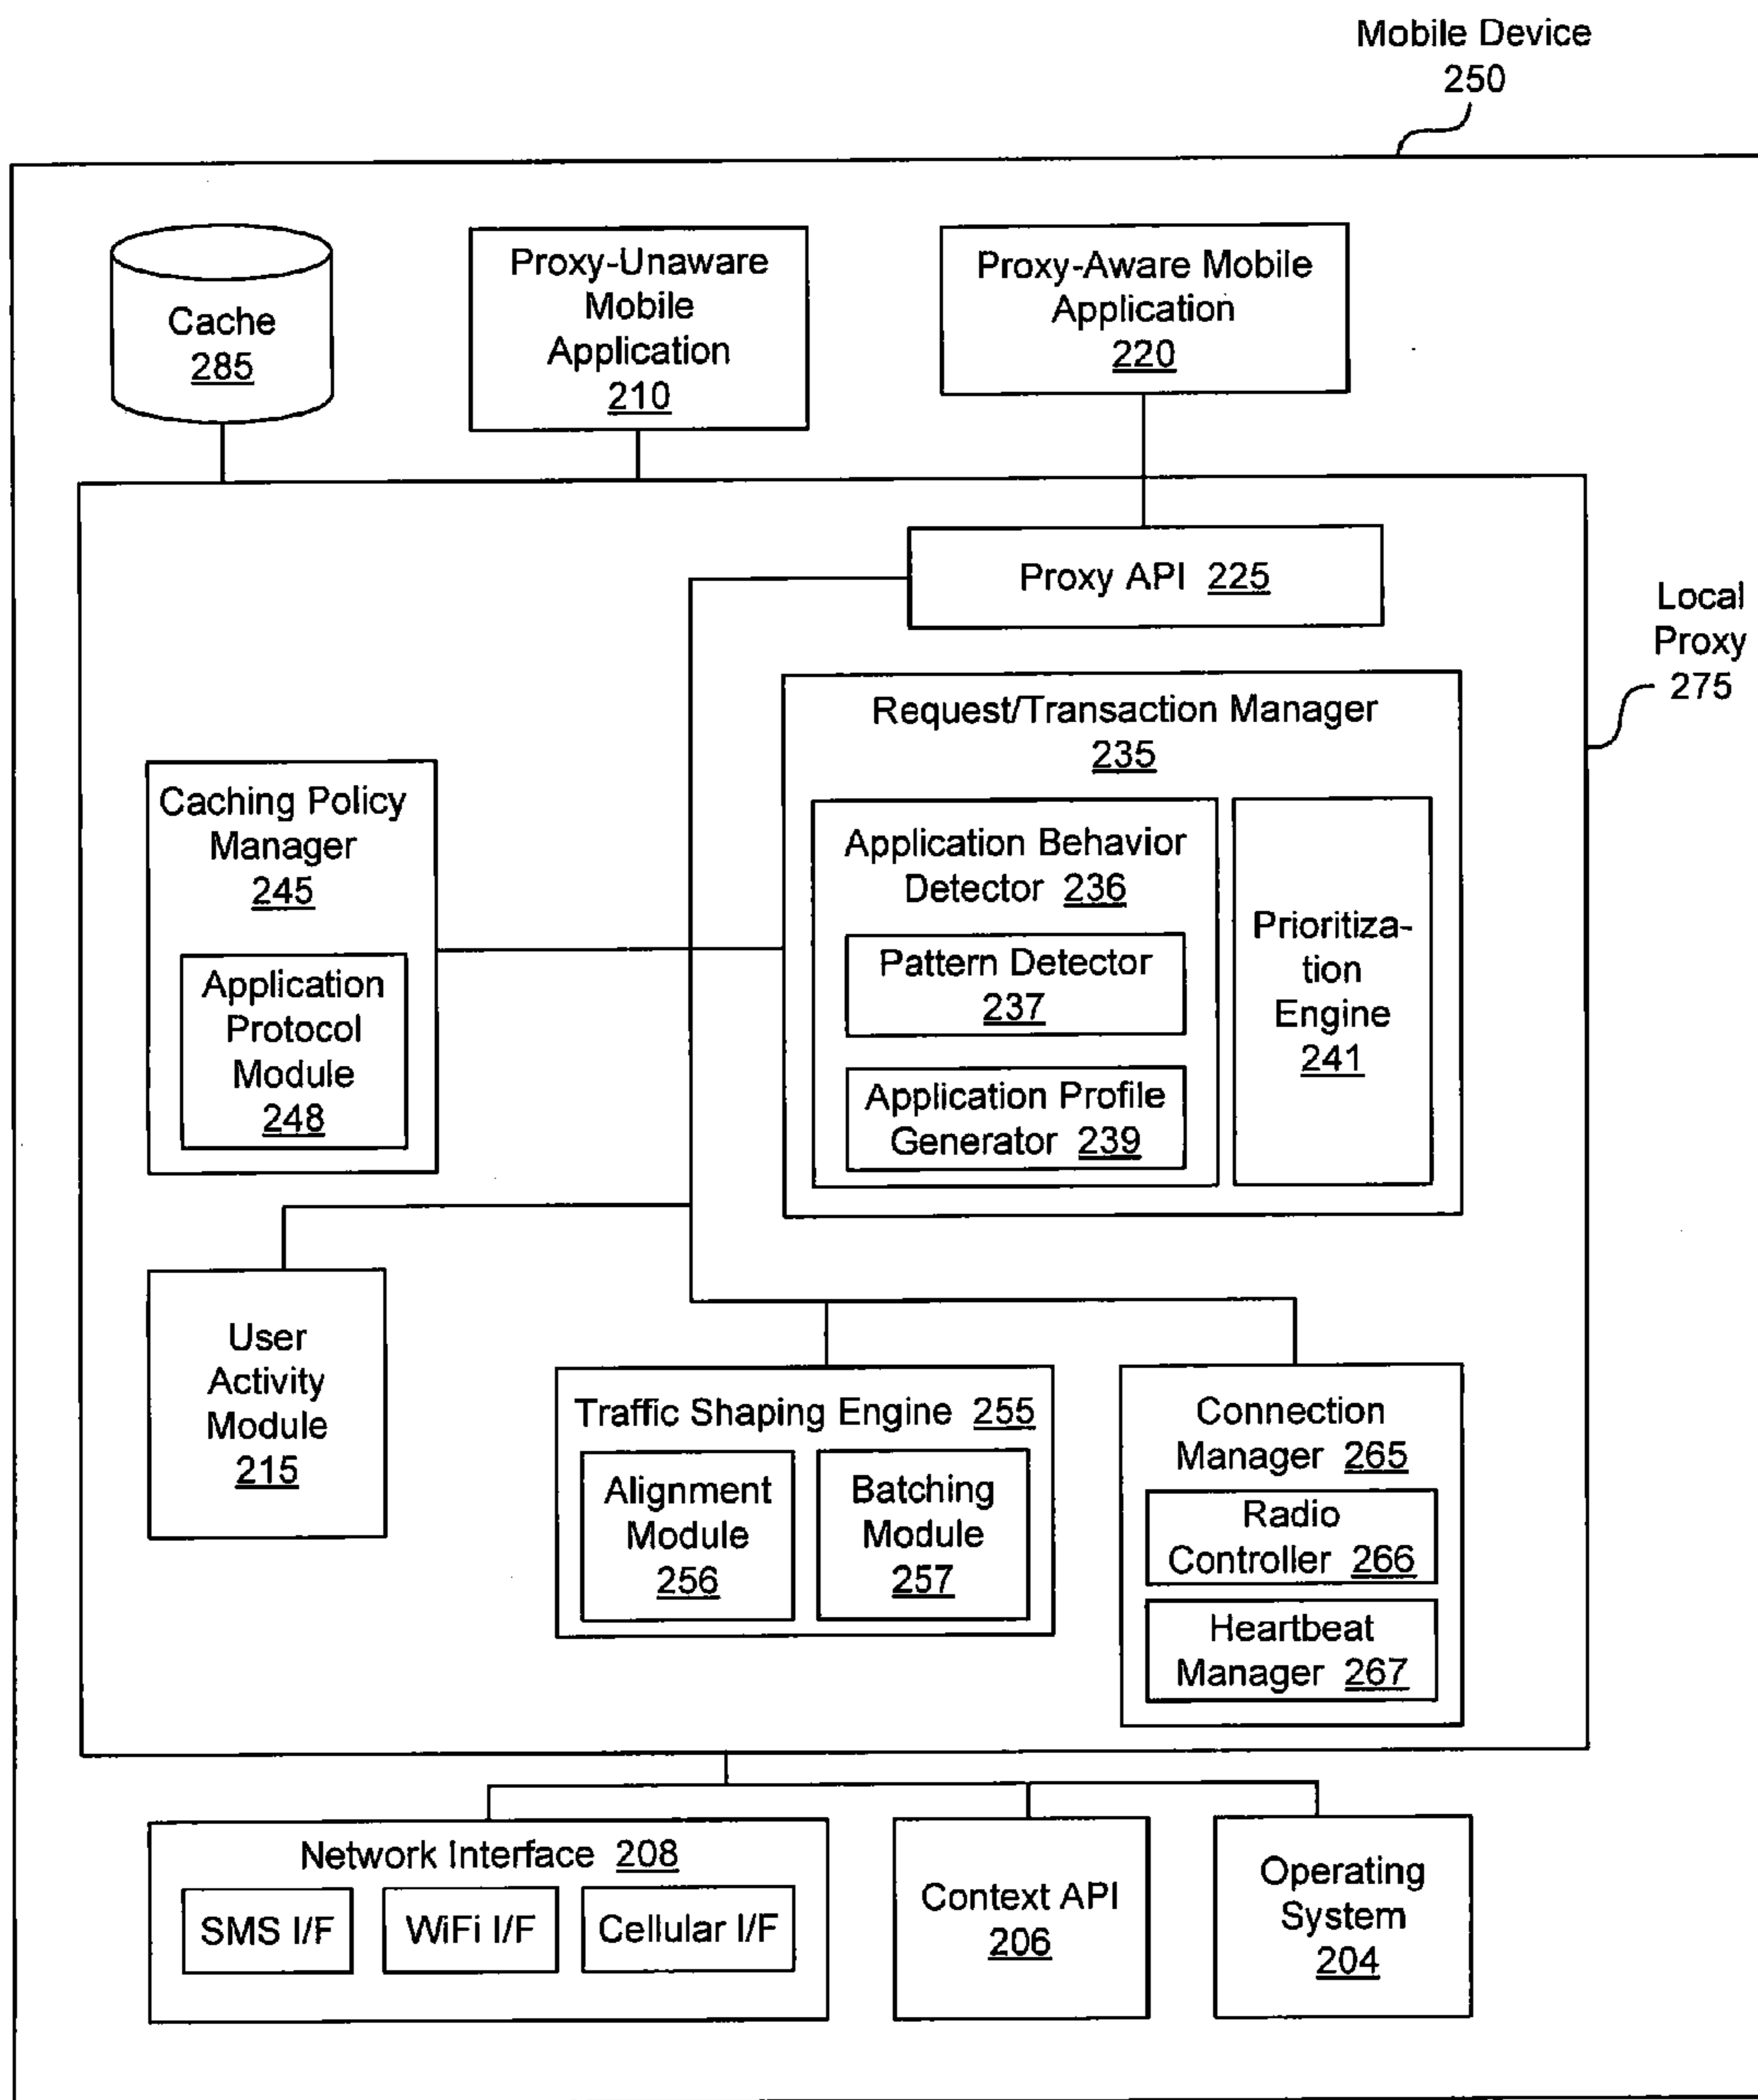 Mobile Device
250
Cache
285
Proxy-Unaware
Mobile
Application
210
Proxy-Aware Mobile
Application
220
Proxy API 225
Local
Proxy
275
Request/Transaction Manager
235
Caching Policy
Manager
245
Application
Protocol
Module
248
Application Behavior
Detector 236
Pattern Detector
237
Application Profile
Generator 239
Prioritiza-
tion
Engine
241
User
Activity
Module
215
Traffic Shaping Engine 255
Alignment
Module
256
Batching
Module
257
Connection
Manager 265
Radio
Controller 266
Heartbeat
Manager 267
Network Interface 208
SMS I/F
WiFi I/F
Cellular I/F
Context API
206
Operating
System
204